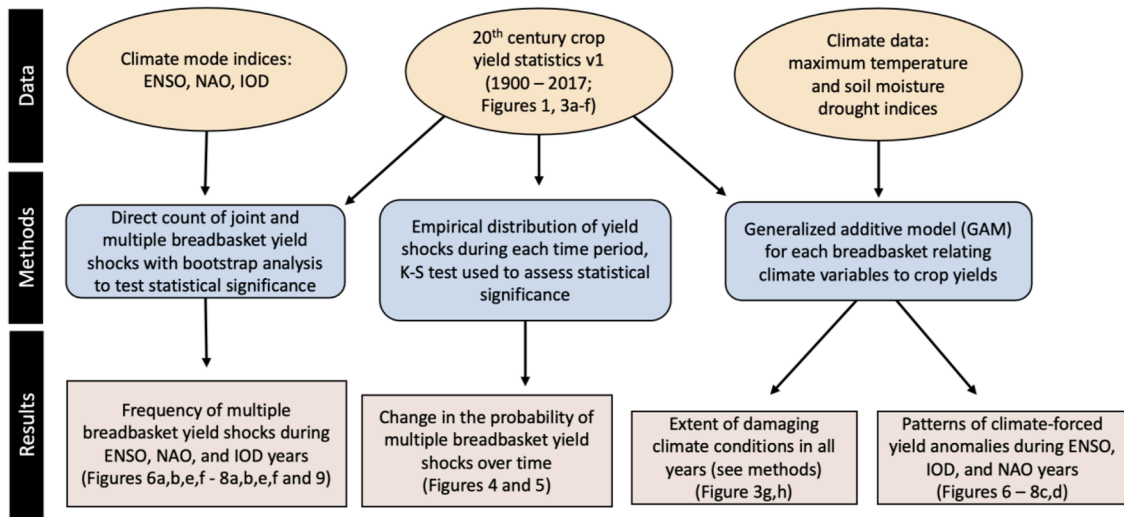 Data
Climate mode indices:
ENSO, NAO, IOD
20th century crop
yield statistics v1
(1900 – 2017;
Figures 1, 3a-f)
Climate data:
maximum temperature
and soil moisture
drought indices
Methods
Direct count of joint and
multiple breadbasket yield
shocks with bootstrap analysis
to test statistical significance
Empirical distribution of yield
shocks during each time period,
K-S test used to assess statistical
significance
Generalized additive model (GAM)
for each breadbasket relating
climate variables to crop yields
Results
Frequency of multiple
breadbasket yield shocks during
ENSO, NAO, and IOD years
(Figures 6a,b,e,f - 8a,b,e,f and 9)
Change in the probability of
multiple breadbasket yield
shocks over time
(Figures 4 and 5)
Extent of damaging
climate conditions in all
years (see methods)
(Figure 3g,h)
Patterns of climate-forced
yield anomalies during ENSO,
IOD, and NAO years
(Figures 6 – 8c,d)